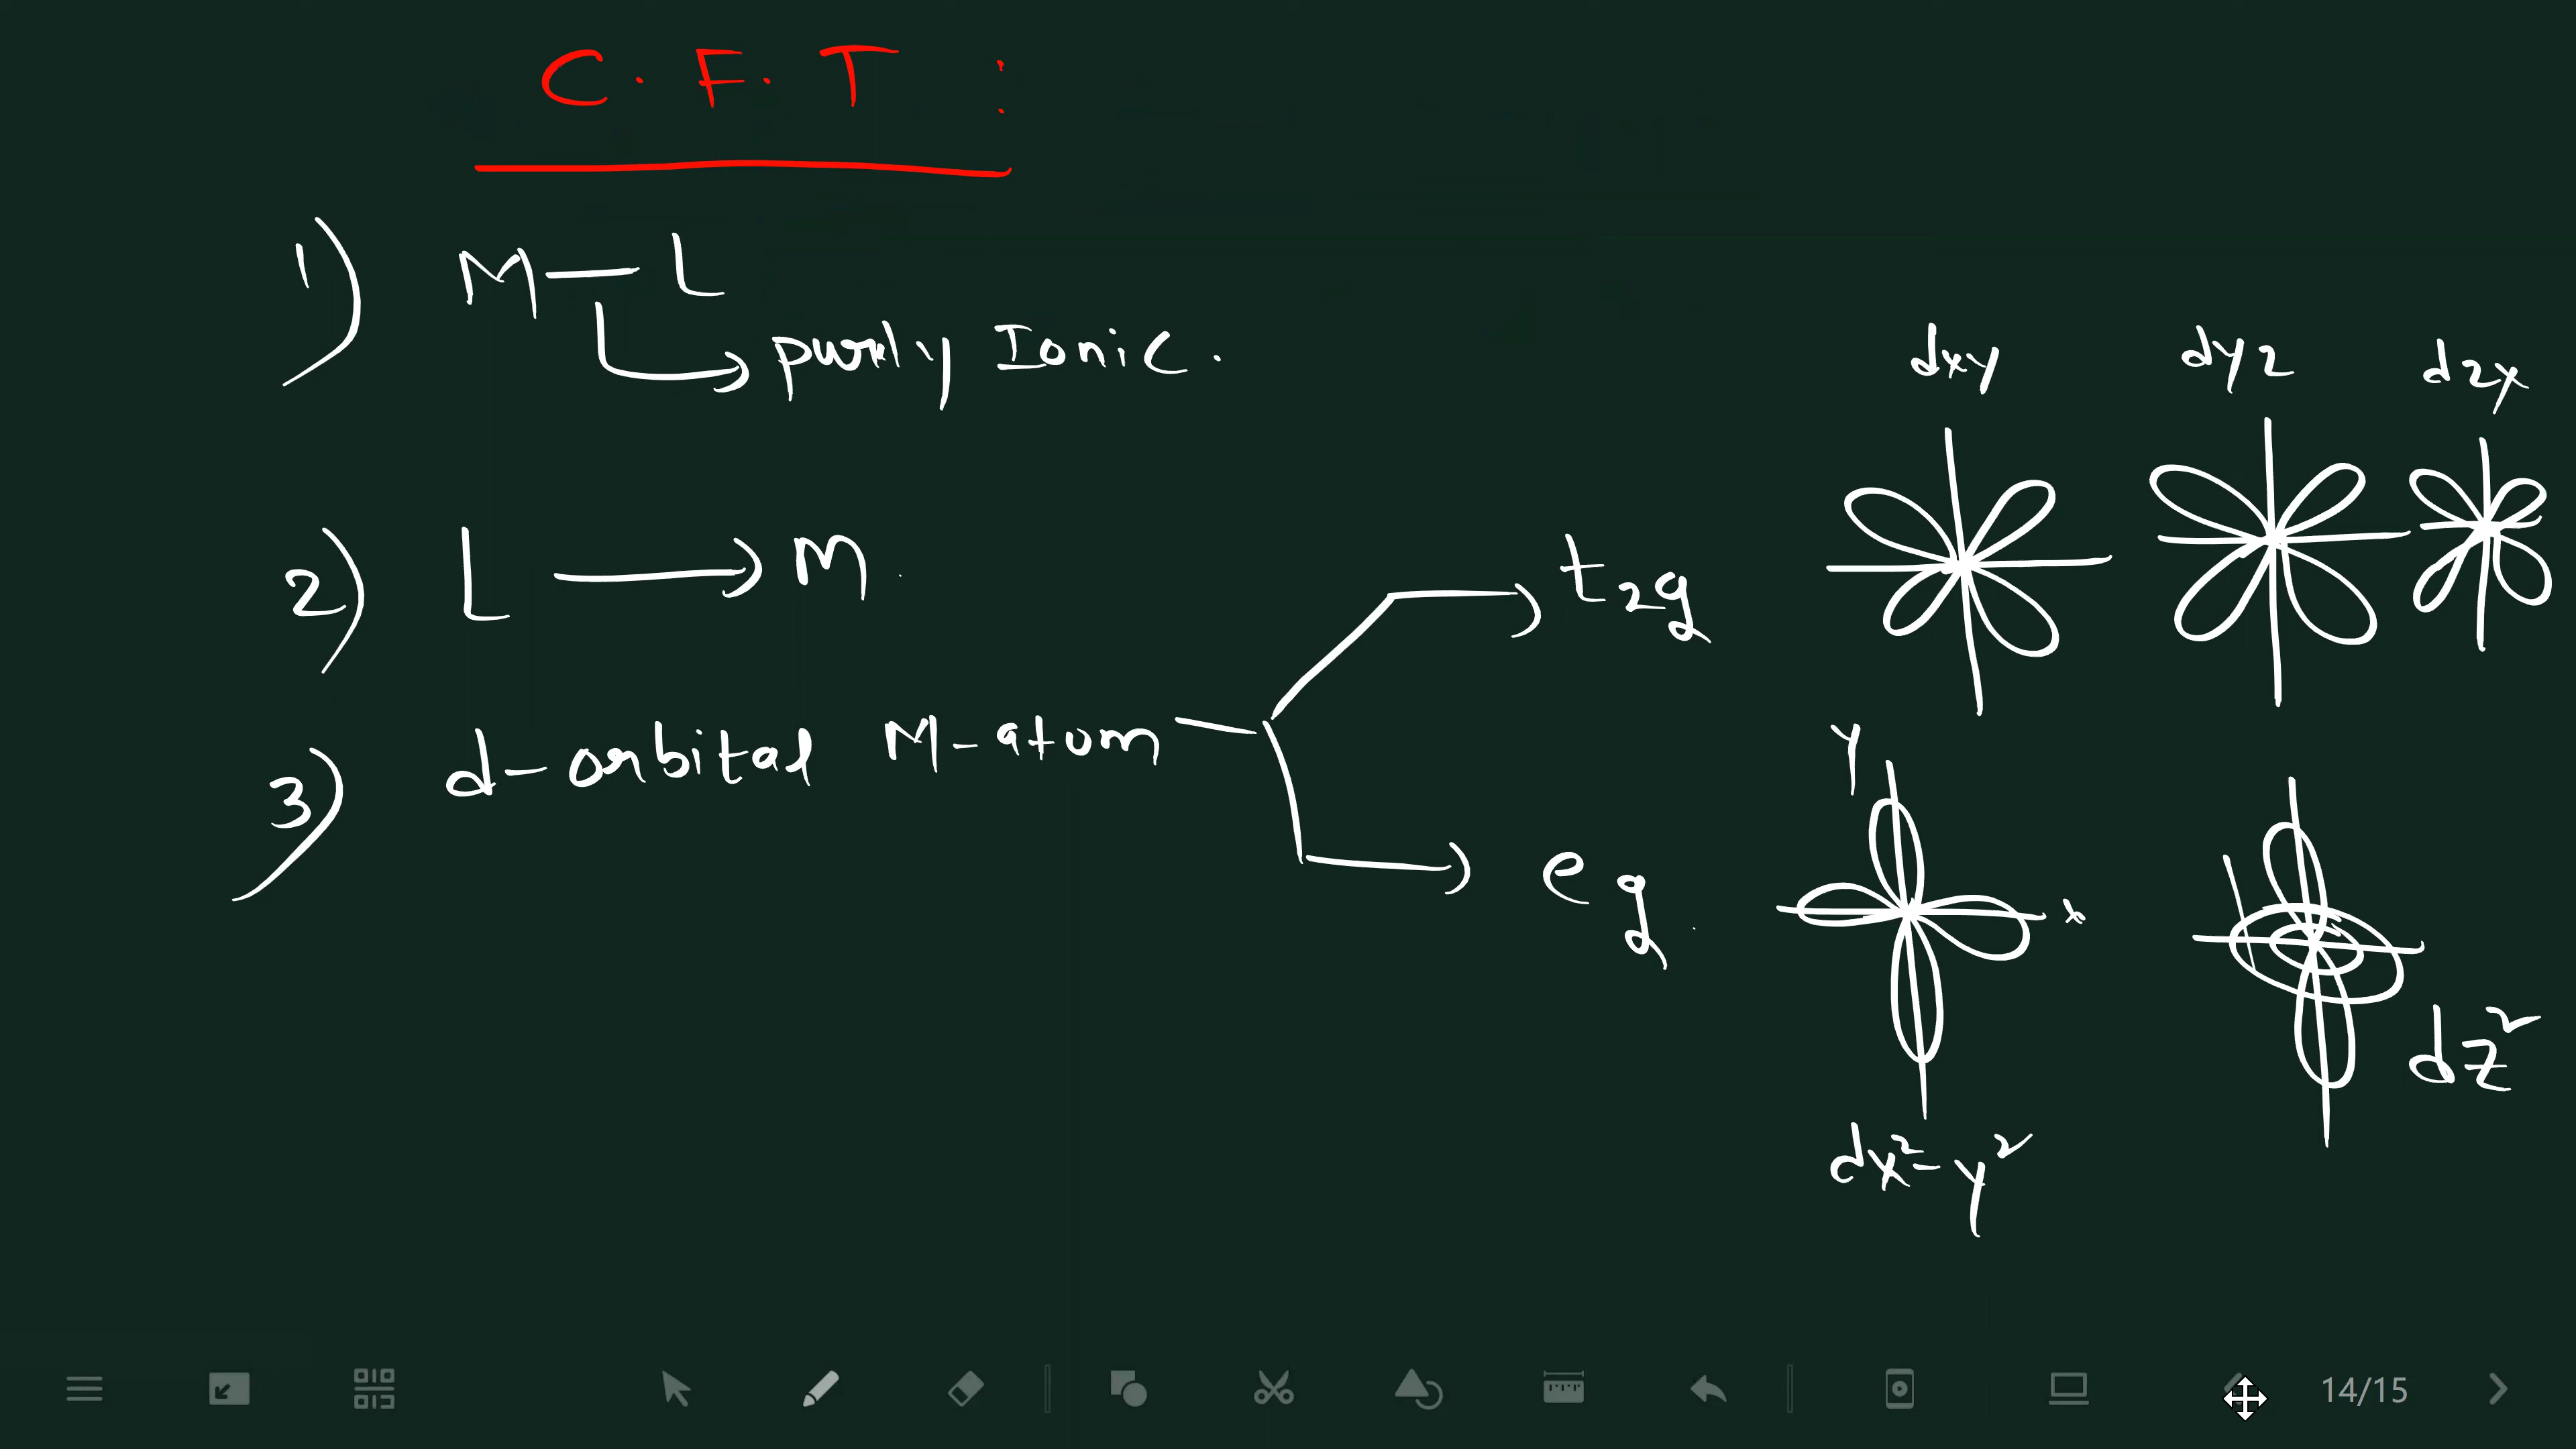 C.F.T :
1) M—L
purely Ionic.
2) L → M
3) d-orbital M-atom
t2g
dxy dyz dzx
eg
y
x
dx²-y²
dz²
14/15